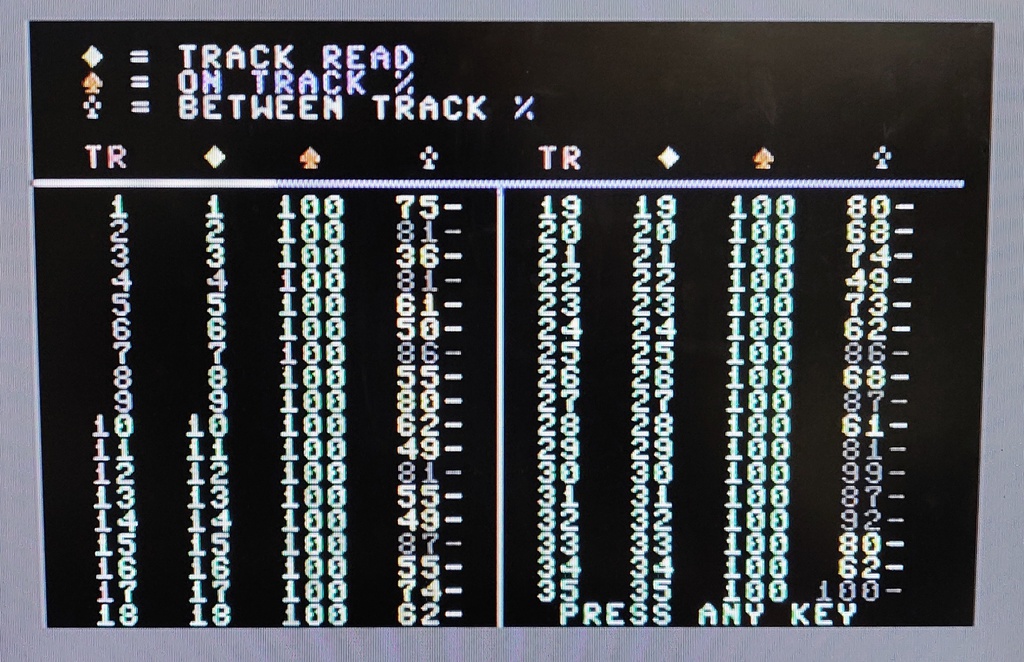 ♦ = TRACK READ
♠ = ON TRACK %
♣ = BETWEEN TRACK %
TR ♦ ♠ ♣ TR ♦ ♠ ♣
1 1 100 75- 19 19 100 80-
2 2 100 81- 20 20 100 68-
3 3 100 36- 21 21 100 74-
4 4 100 81- 22 22 100 49-
5 5 100 61- 23 23 100 73-
6 6 100 50- 24 24 100 62-
7 7 100 86- 25 25 100 86-
8 8 100 55- 26 26 100 68-
9 9 100 80- 27 27 100 87-
10 10 100 62- 28 28 100 61-
11 11 100 49- 29 29 100 81-
12 12 100 81- 30 30 100 99-
13 13 100 55- 31 31 100 87-
14 14 100 49- 32 32 100 92-
15 15 100 87- 33 33 100 80-
16 16 100 55- 34 34 100 62-
17 17 100 74- 35 35 100 100-
18 18 100 62- PRESS ANY KEY